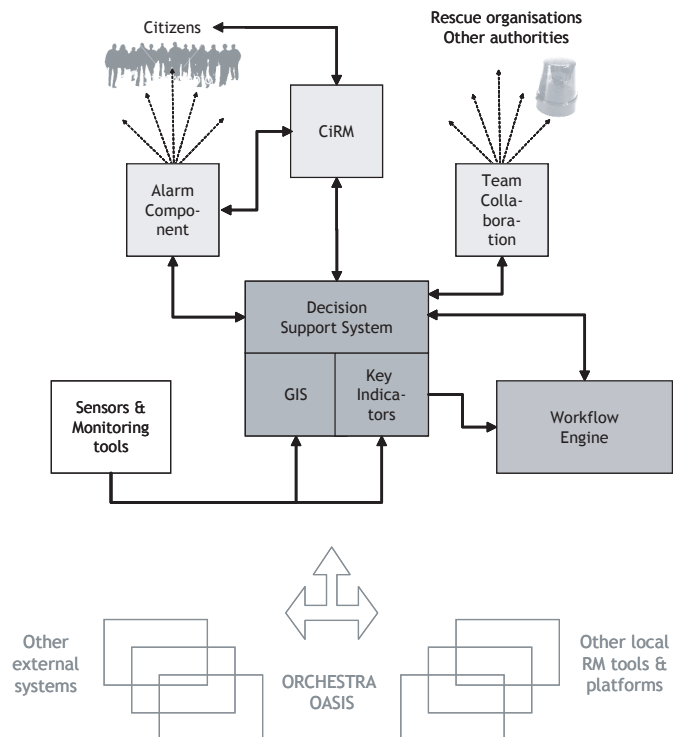 Citizens
Rescue organisations
Other authorities
CiRM
Alarm
Compo-
nent
Team
Colla-
bora-
tion
Decision
Support System
GIS
Key
Indica-
tors
Sensors &
Monitoring
tools
Workflow
Engine
Other
external
systems
ORCHESTRA
OASIS
Other local
RM tools &
platforms